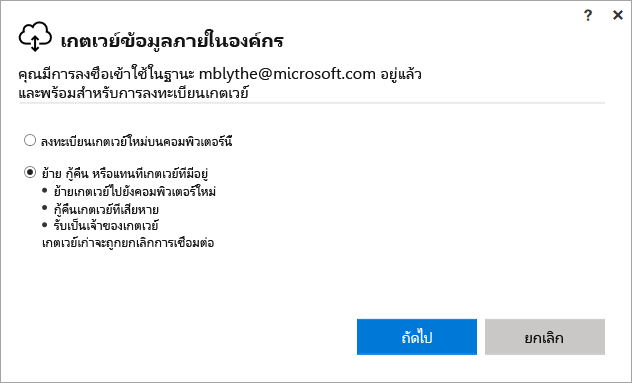 ? ×
เกตเวย์ข้อมูลภายในองค์กร
คุณมีการลงชื่อเข้าใช้ในฐานะ mblythe@microsoft.com อยู่แล้ว
และพร้อมสำหรับการลงทะเบียนเกตเวย์
ลงทะเบียนเกตเวย์ใหม่บนคอมพิวเตอร์นี้
ย้าย กู้คืน หรือแทนที่เกตเวย์ที่มีอยู่
• ย้ายเกตเวย์ไปยังคอมพิวเตอร์ใหม่
• กู้คืนเกตเวย์ที่เสียหาย
• รับเป็นเจ้าของเกตเวย์
เกตเวย์เก่าจะถูกยกเลิกการเชื่อมต่อ
ถัดไป ยกเลิก